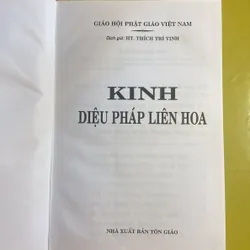 GIÁO HỘI PHẬT GIÁO VIỆT NAM
Dịch giả: HT. THÍCH TRÍ TỊNH
KINH
DIỆU PHÁP LIÊN HOA
NHÀ XUẤT BẢN TÔN GIÁO